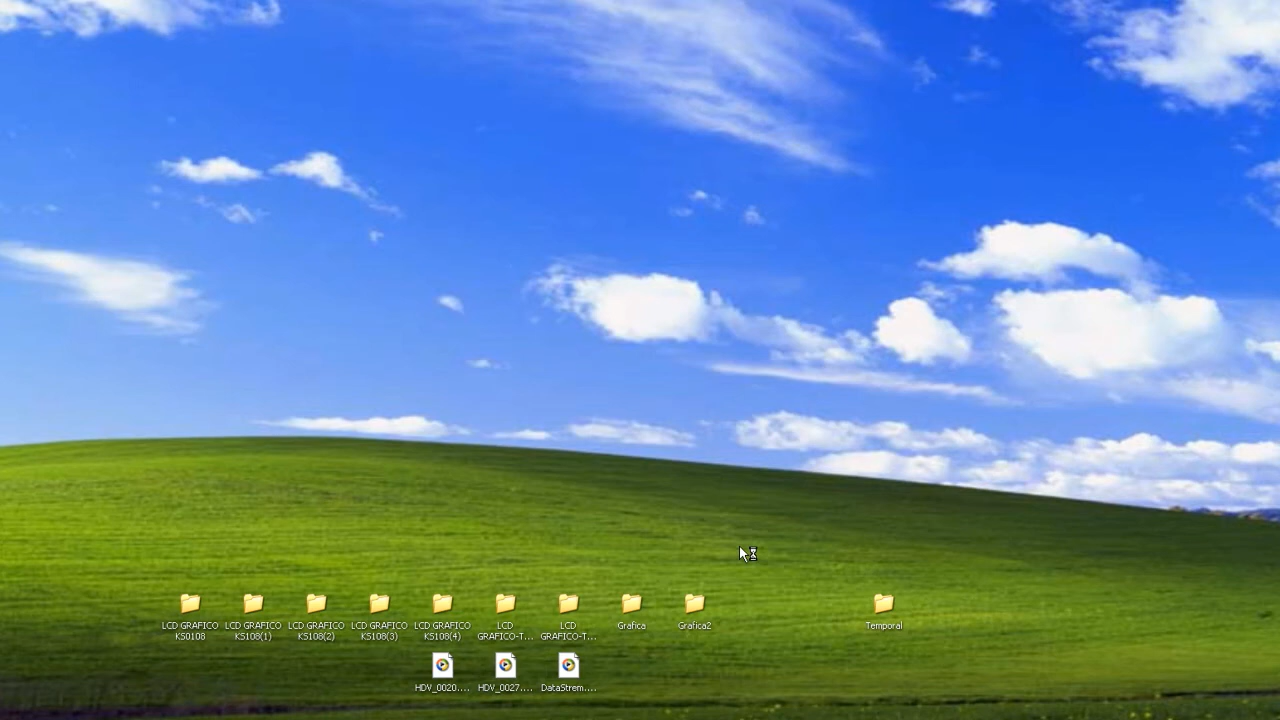 LCD GRAFICO LCD GRAFICO LCD GRAFICO LCD GRAFICO LCD GRAFICO LCD LCD Grafica Grafica2 Temporal
KS0108 KS108(1) KS108(2) KS108(3) KS108(4) GRAFICO-T... GRAFICO-T...
HDV_0020.... HDV_0027.... DataStrem....